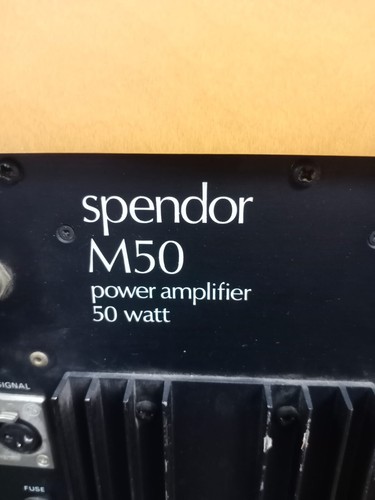 spendor
M50
power amplifier
50 watt
SIGNAL
FUSE